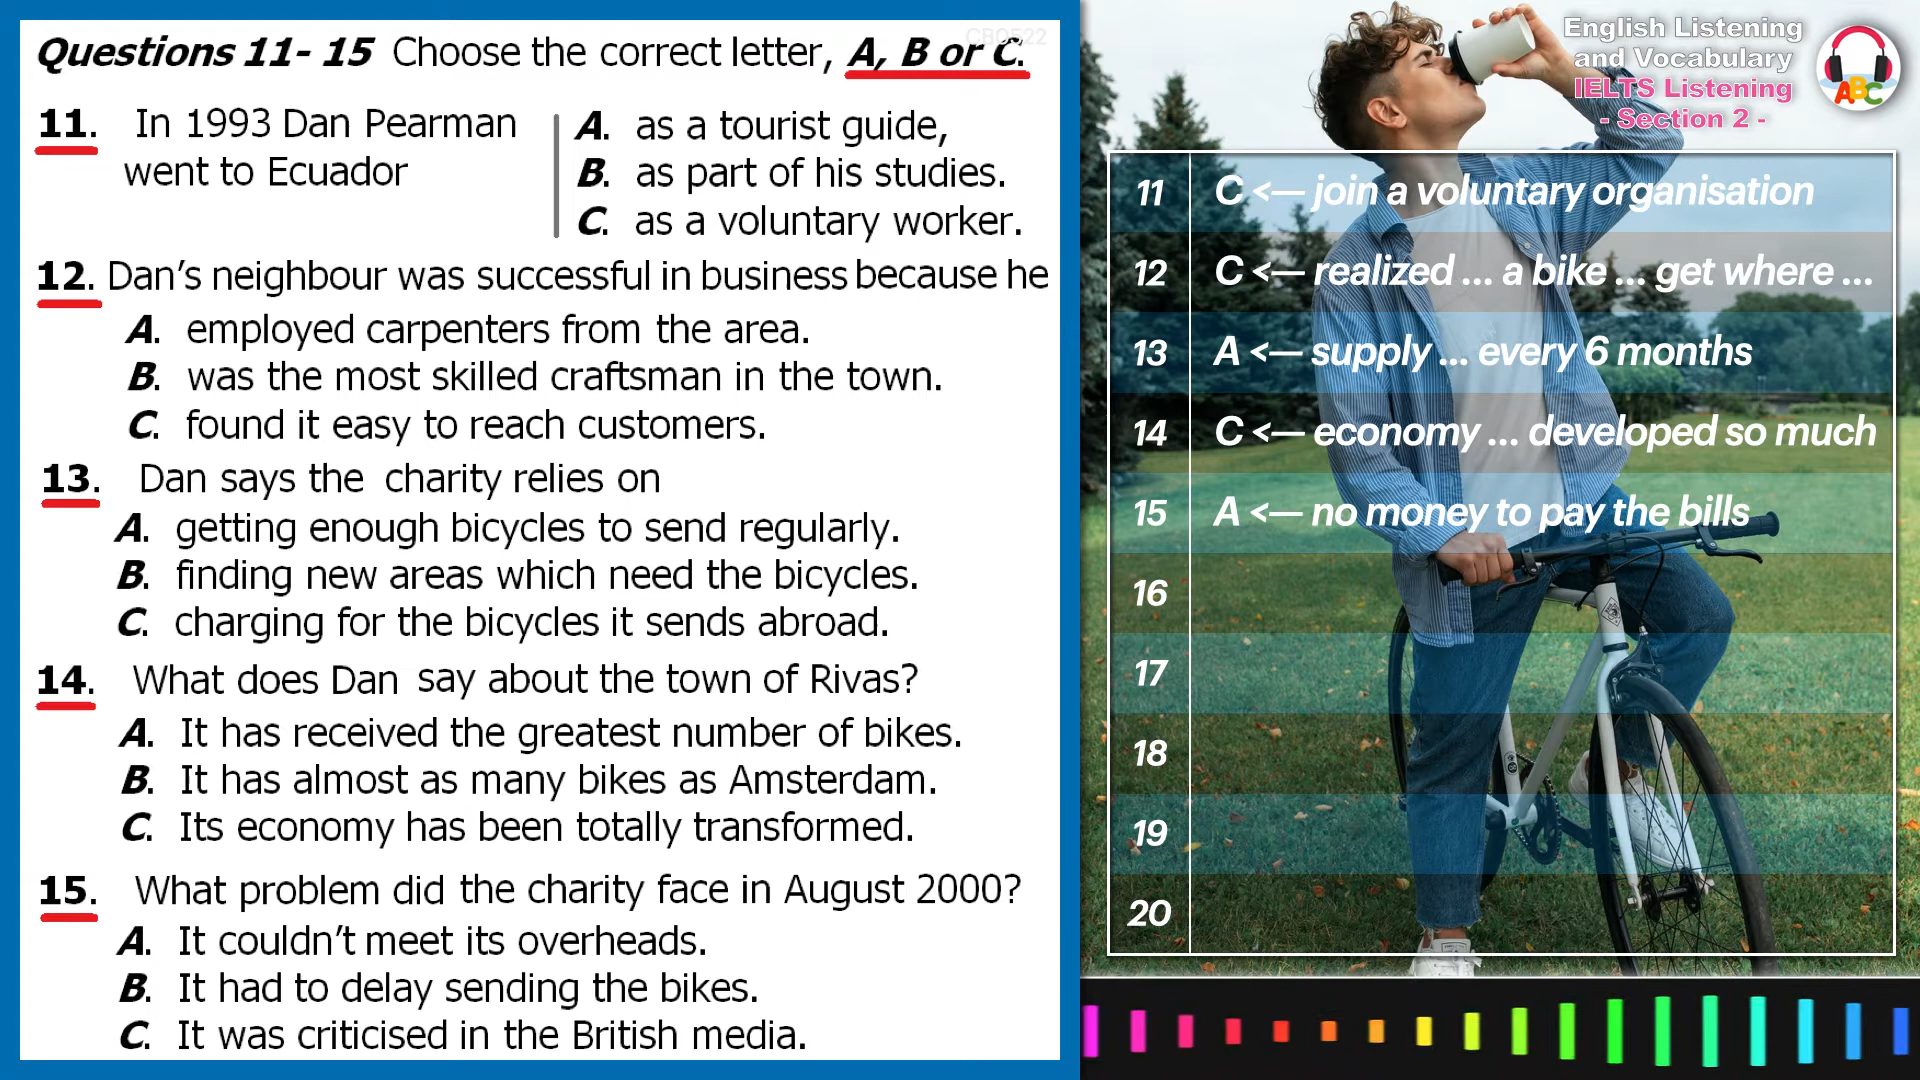 CB0522
Questions 11- 15 Choose the correct letter, A, B or C.
11. In 1993 Dan Pearman
went to Ecuador
A. as a tourist guide,
B. as part of his studies.
C. as a voluntary worker.
12. Dan’s neighbour was successful in business because he
A. employed carpenters from the area.
B. was the most skilled craftsman in the town.
C. found it easy to reach customers.
13. Dan says the charity relies on
A. getting enough bicycles to send regularly.
B. finding new areas which need the bicycles.
C. charging for the bicycles it sends abroad.
14. What does Dan say about the town of Rivas?
A. It has received the greatest number of bikes.
B. It has almost as many bikes as Amsterdam.
C. Its economy has been totally transformed.
15. What problem did the charity face in August 2000?
A. It couldn’t meet its overheads.
B. It had to delay sending the bikes.
C. It was criticised in the British media.
English Listening
and Vocabulary
IELTS Listening
- Section 2 -
ABC
11 C <— join a voluntary organisation
12 C <— realized ... a bike ... get where ...
13 A <— supply ... every 6 months
14 C <— economy ... developed so much
15 A <— no money to pay the bills
16
17
18
19
20